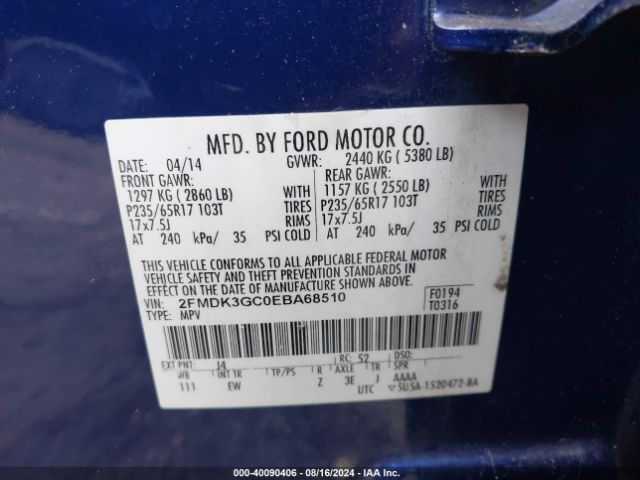 MFD. BY FORD MOTOR CO.
DATE: 04/14 GVWR: 2440 KG ( 5380 LB)
FRONT GAWR: REAR GAWR:
1297 KG ( 2860 LB) WITH 1157 KG ( 2550 LB) WITH
P235/65R17 103T TIRES P235/65R17 103T TIRES
17x7.5J RIMS 17x7.5J RIMS
AT 240 kPa/ 35 PSI COLD AT 240 kPa/ 35 PSI COLD
THIS VEHICLE CONFORMS TO ALL APPLICABLE FEDERAL MOTOR
VEHICLE SAFETY AND THEFT PREVENTION STANDARDS IN
EFFECT ON THE DATE OF MANUFACTURE SHOWN ABOVE.
VIN: 2FMDK3GC0EBA68510 F0194
TYPE: MPV T0316
EXT PNT: J4 RC: 52 DSO:
WB INT TR TP/PS R AXLE TR SPR
111 EW Z 3E J AAAA
UTC 5U5A-1520472-BA
000-40090406 - 08/16/2024 - IAA Inc.